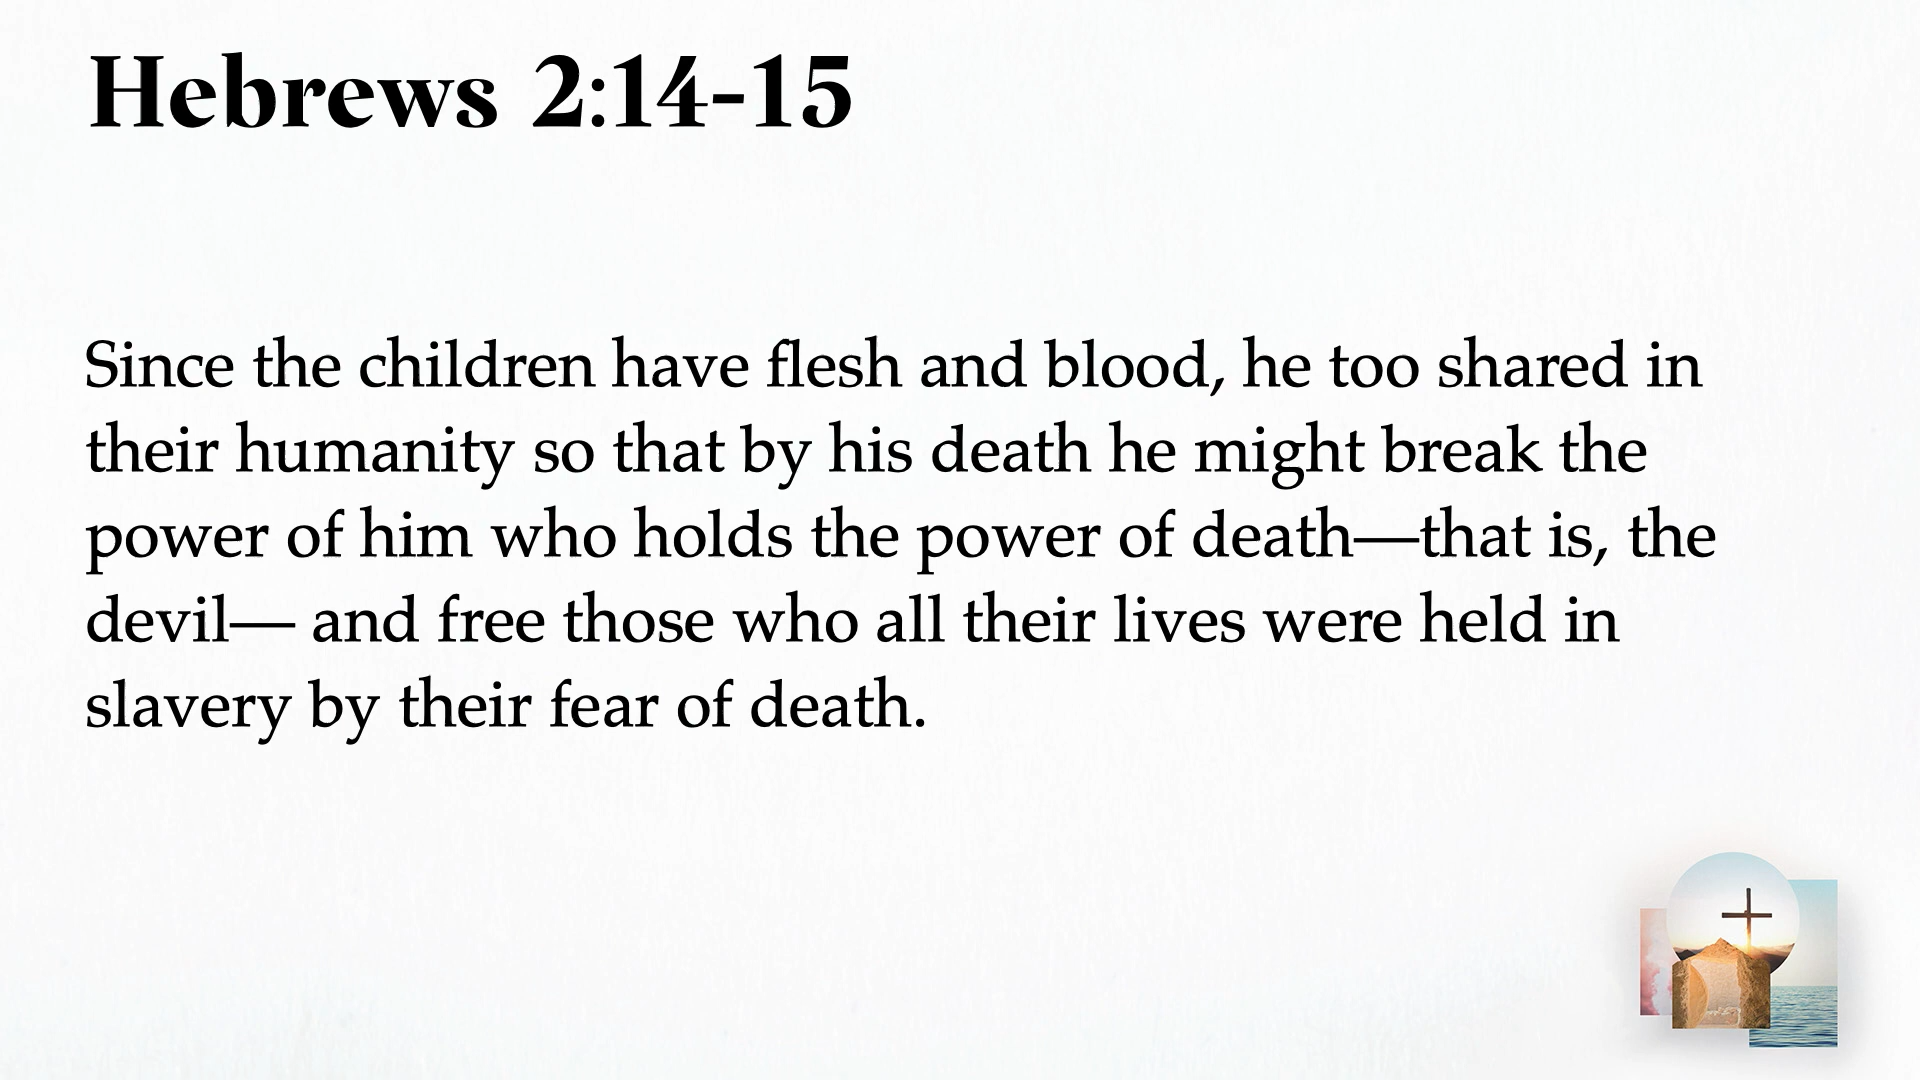 Hebrews 2:14-15
Since the children have flesh and blood, he too shared in
their humanity so that by his death he might break the
power of him who holds the power of death—that is, the
devil— and free those who all their lives were held in
slavery by their fear of death.